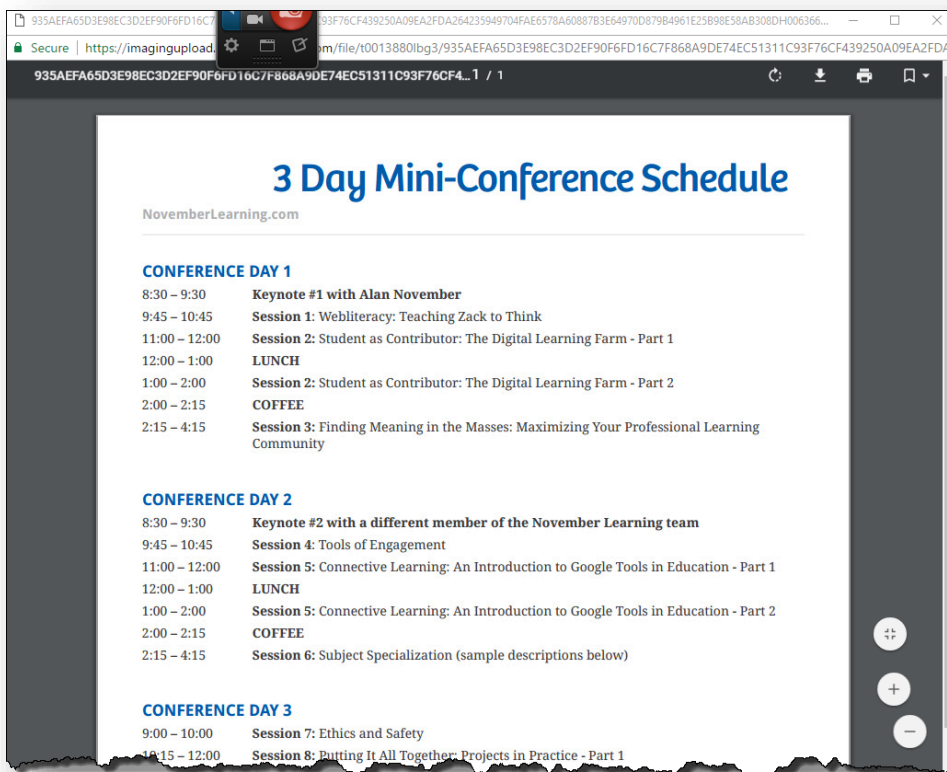 935AEFA65D3E98EC3D2EF90F6FD16C7 93F76CF439250A09EA2FDA264235949704FAE6578A60887B3E64970D879B4961E25B98E58AB308DH006366...
Secure | https://imagingupload. om/file/t0013880lbg3/935AEFA65D3E98EC3D2EF90F6FD16C7F868A9DE74EC51311C93F76CF439250A09EA2FDA
935AEFA65D3E98EC3D2EF90F6FD16C7F868A9DE74EC51311C93F76CF4... 1 / 1
3 Day Mini-Conference Schedule
NovemberLearning.com
CONFERENCE DAY 1
8:30 – 9:30 Keynote #1 with Alan November
9:45 – 10:45 Session 1: Webliteracy: Teaching Zack to Think
11:00 – 12:00 Session 2: Student as Contributor: The Digital Learning Farm - Part 1
12:00 – 1:00 LUNCH
1:00 – 2:00 Session 2: Student as Contributor: The Digital Learning Farm - Part 2
2:00 – 2:15 COFFEE
2:15 – 4:15 Session 3: Finding Meaning in the Masses: Maximizing Your Professional Learning
Community
CONFERENCE DAY 2
8:30 – 9:30 Keynote #2 with a different member of the November Learning team
9:45 – 10:45 Session 4: Tools of Engagement
11:00 – 12:00 Session 5: Connective Learning: An Introduction to Google Tools in Education - Part 1
12:00 – 1:00 LUNCH
1:00 – 2:00 Session 5: Connective Learning: An Introduction to Google Tools in Education - Part 2
2:00 – 2:15 COFFEE
2:15 – 4:15 Session 6: Subject Specialization (sample descriptions below)
CONFERENCE DAY 3
9:00 – 10:00 Session 7: Ethics and Safety
10:15 – 12:00 Session 8: Putting It All Together: Projects in Practice - Part 1